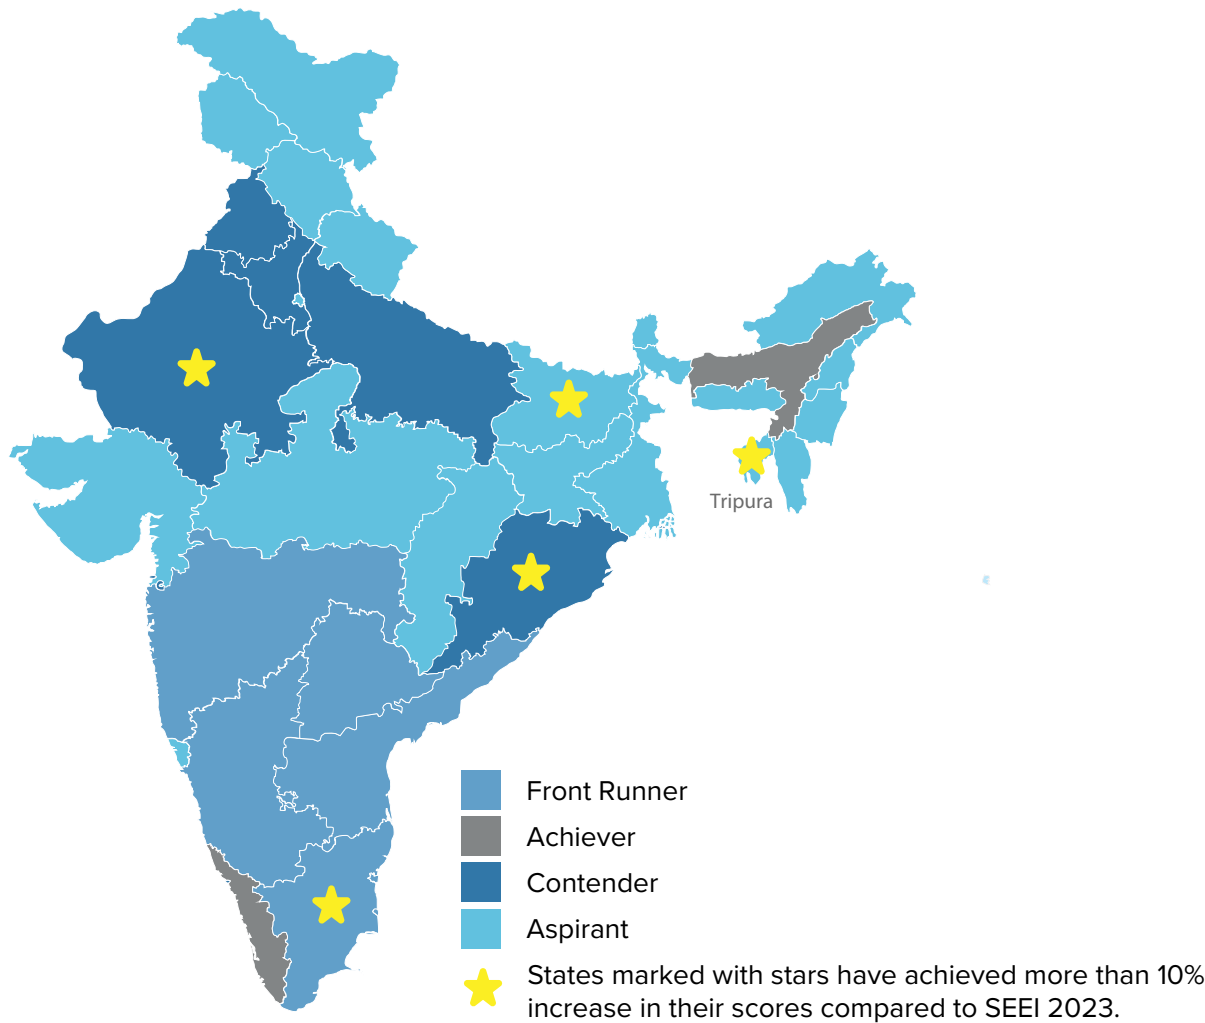 Tripura
Front Runner
Achiever
Contender
Aspirant
States marked with stars have achieved more than 10%
increase in their scores compared to SEEI 2023.